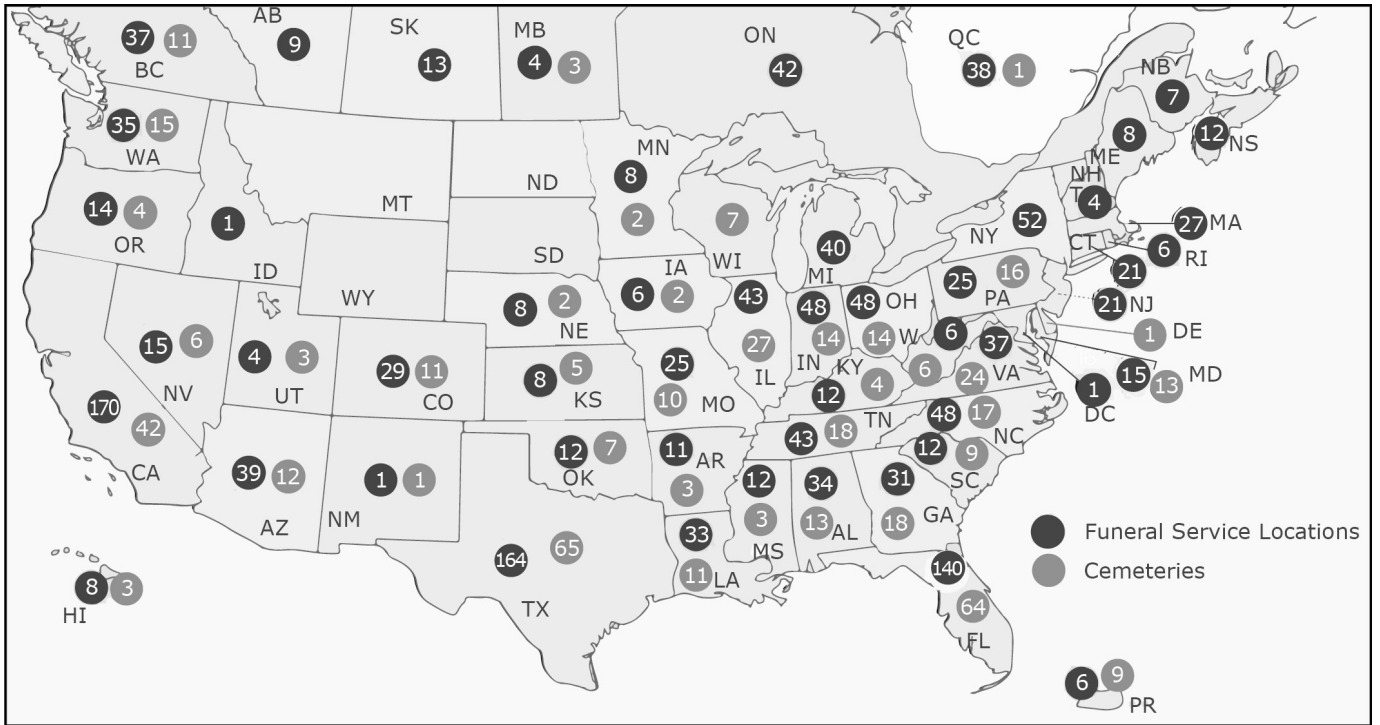 AB
SK
MB
ON
QC
37 11
9
13
4 3
42
38 1
BC
NB
7
35 15
WA
MN
8
8
ME
12 NS
ND
NH
T
4
14 4
OR
1
MT
2
7
NY 52
27 MA
CT
6 RI
ID
SD
WI
40
MI
21
WY
6 IA 2
43
48
48 OH
25 16
PA
21 NJ
8 2
NE
15 6
NV
4 3
UT
29 11
CO
8 5
KS
25
10 MO
27
IL
14
IN
14
W
6
6
37
VA
24
1 DE
15 13 MD
1
DC
KY 4
12
170
42
CA
43 18 TN
48 17
NC
12 9
SC
39 12
AZ
1 1
NM
12 7
OK
11 AR
3
12
3
MS
34
13 AL
31
18
GA
33
11 LA
164 65
TX
140
64
FL
8 3
HI
6 9
PR
Funeral Service Locations
Cemeteries